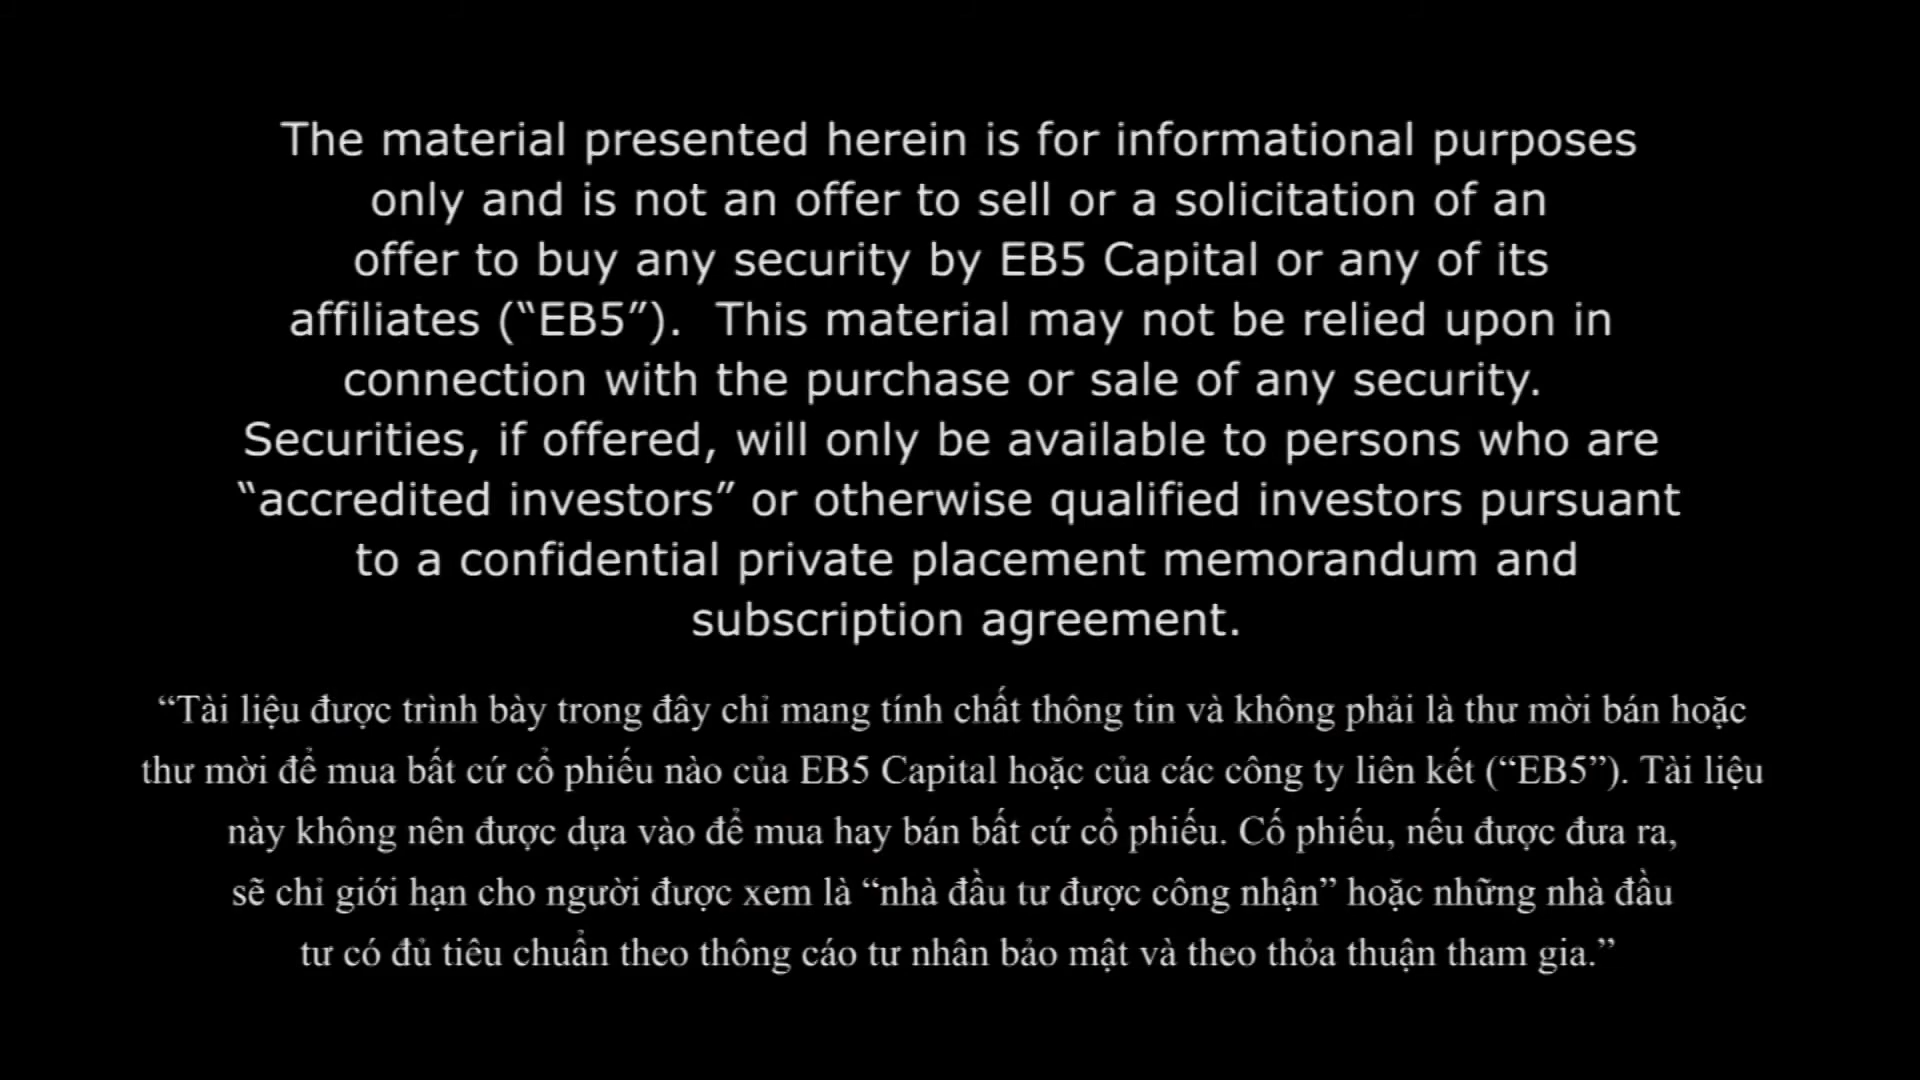 The material presented herein is for informational purposes
only and is not an offer to sell or a solicitation of an
offer to buy any security by EB5 Capital or any of its
affiliates (“EB5”).  This material may not be relied upon in
connection with the purchase or sale of any security.
Securities, if offered, will only be available to persons who are
“accredited investors” or otherwise qualified investors pursuant
to a confidential private placement memorandum and
subscription agreement.
“Tài liệu được trình bày trong đây chỉ mang tính chất thông tin và không phải là thư mời bán hoặc
thư mời để mua bất cứ cổ phiếu nào của EB5 Capital hoặc của các công ty liên kết (“EB5”). Tài liệu
này không nên được dựa vào để mua hay bán bất cứ cổ phiếu. Cố phiếu, nếu được đưa ra,
sẽ chỉ giới hạn cho người được xem là “nhà đầu tư được công nhận” hoặc những nhà đầu
tư có đủ tiêu chuẩn theo thông cáo tư nhân bảo mật và theo thỏa thuận tham gia.”